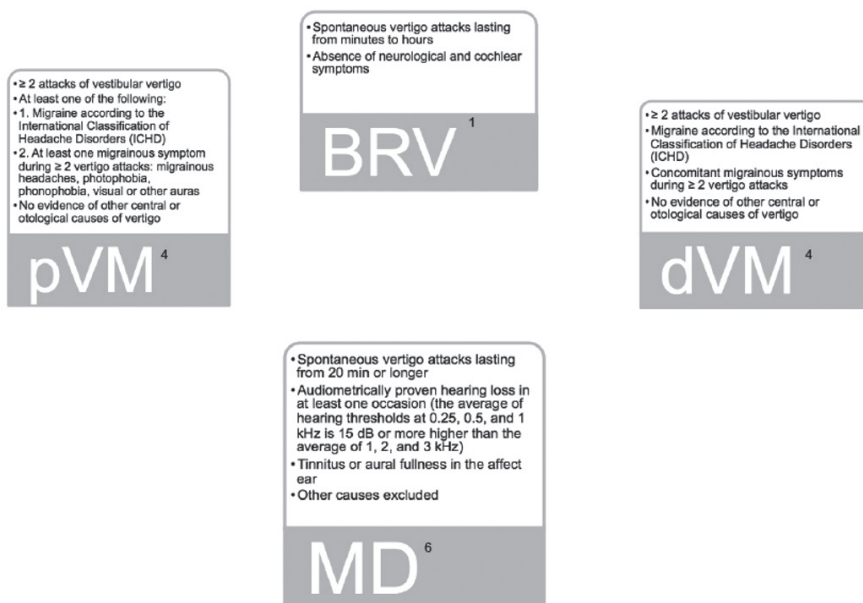 • Spontaneous vertigo attacks lasting
from minutes to hours
• Absence of neurological and cochlear
symptoms
BRV 1
• ≥ 2 attacks of vestibular vertigo
• At least one of the following:
• 1. Migraine according to the
International Classification of
Headache Disorders (ICHD)
• 2. At least one migrainous symptom
during ≥ 2 vertigo attacks: migrainous
headaches, photophobia,
phonophobia, visual or other auras
• No evidence of other central or
otological causes of vertigo
pVM 4
• ≥ 2 attacks of vestibular vertigo
• Migraine according to the International
Classification of Headache Disorders
(ICHD)
• Concomitant migrainous symptoms
during ≥ 2 vertigo attacks
• No evidence of other central or
otological causes of vertigo
dVM 4
• Spontaneous vertigo attacks lasting
from 20 min or longer
• Audiometrically proven hearing loss in
at least one occasion (the average of
hearing thresholds at 0.25, 0.5, and 1
kHz is 15 dB or more higher than the
average of 1, 2, and 3 kHz)
• Tinnitus or aural fullness in the affect
ear
• Other causes excluded
MD 6